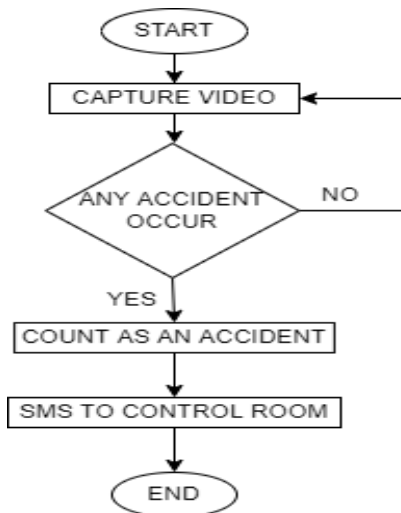 START
CAPTURE VIDEO
ANY ACCIDENT
OCCUR
NO
YES
COUNT AS AN ACCIDENT
SMS TO CONTROL ROOM
END